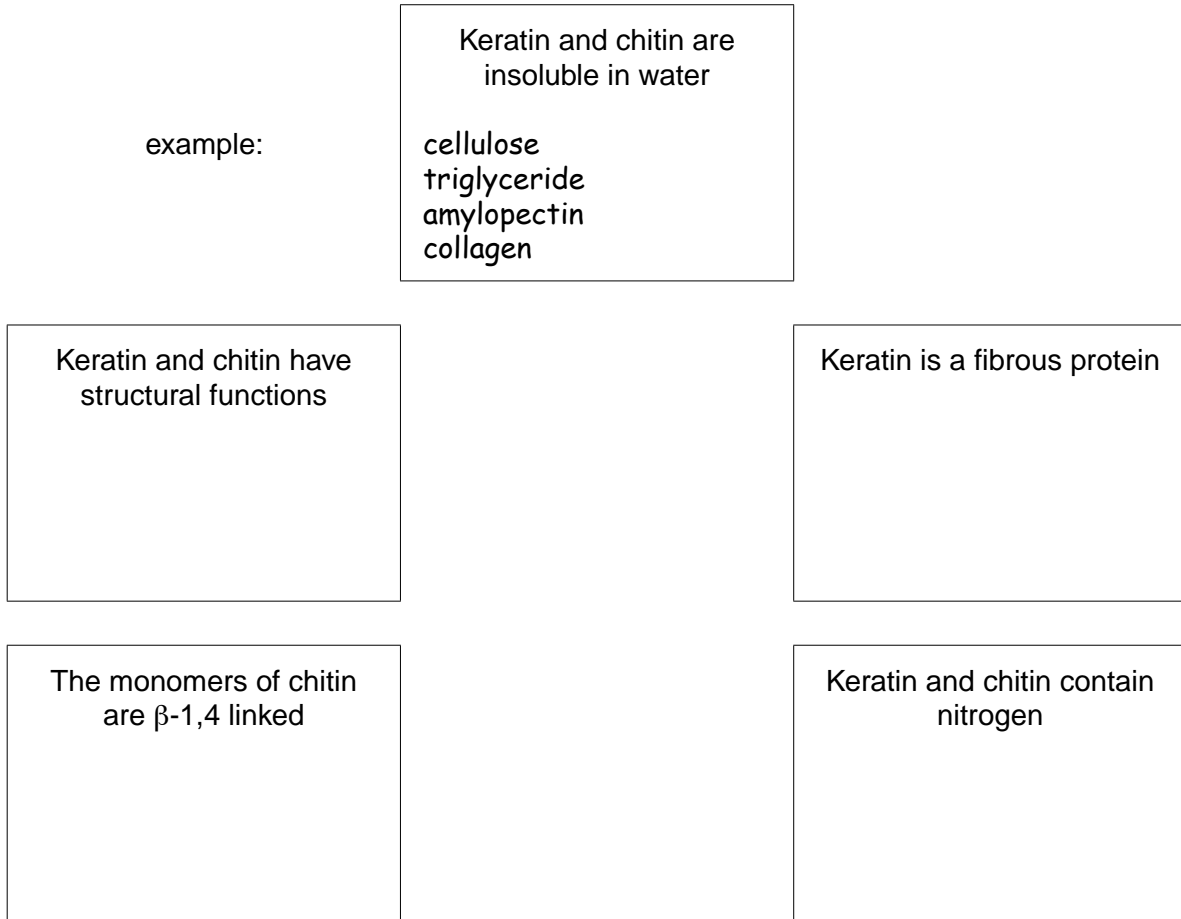 Keratin and chitin are
insoluble in water
example:
cellulose
triglyceride
amylopectin
collagen
Keratin and chitin have
structural functions
Keratin is a fibrous protein
The monomers of chitin
are β-1,4 linked
Keratin and chitin contain
nitrogen